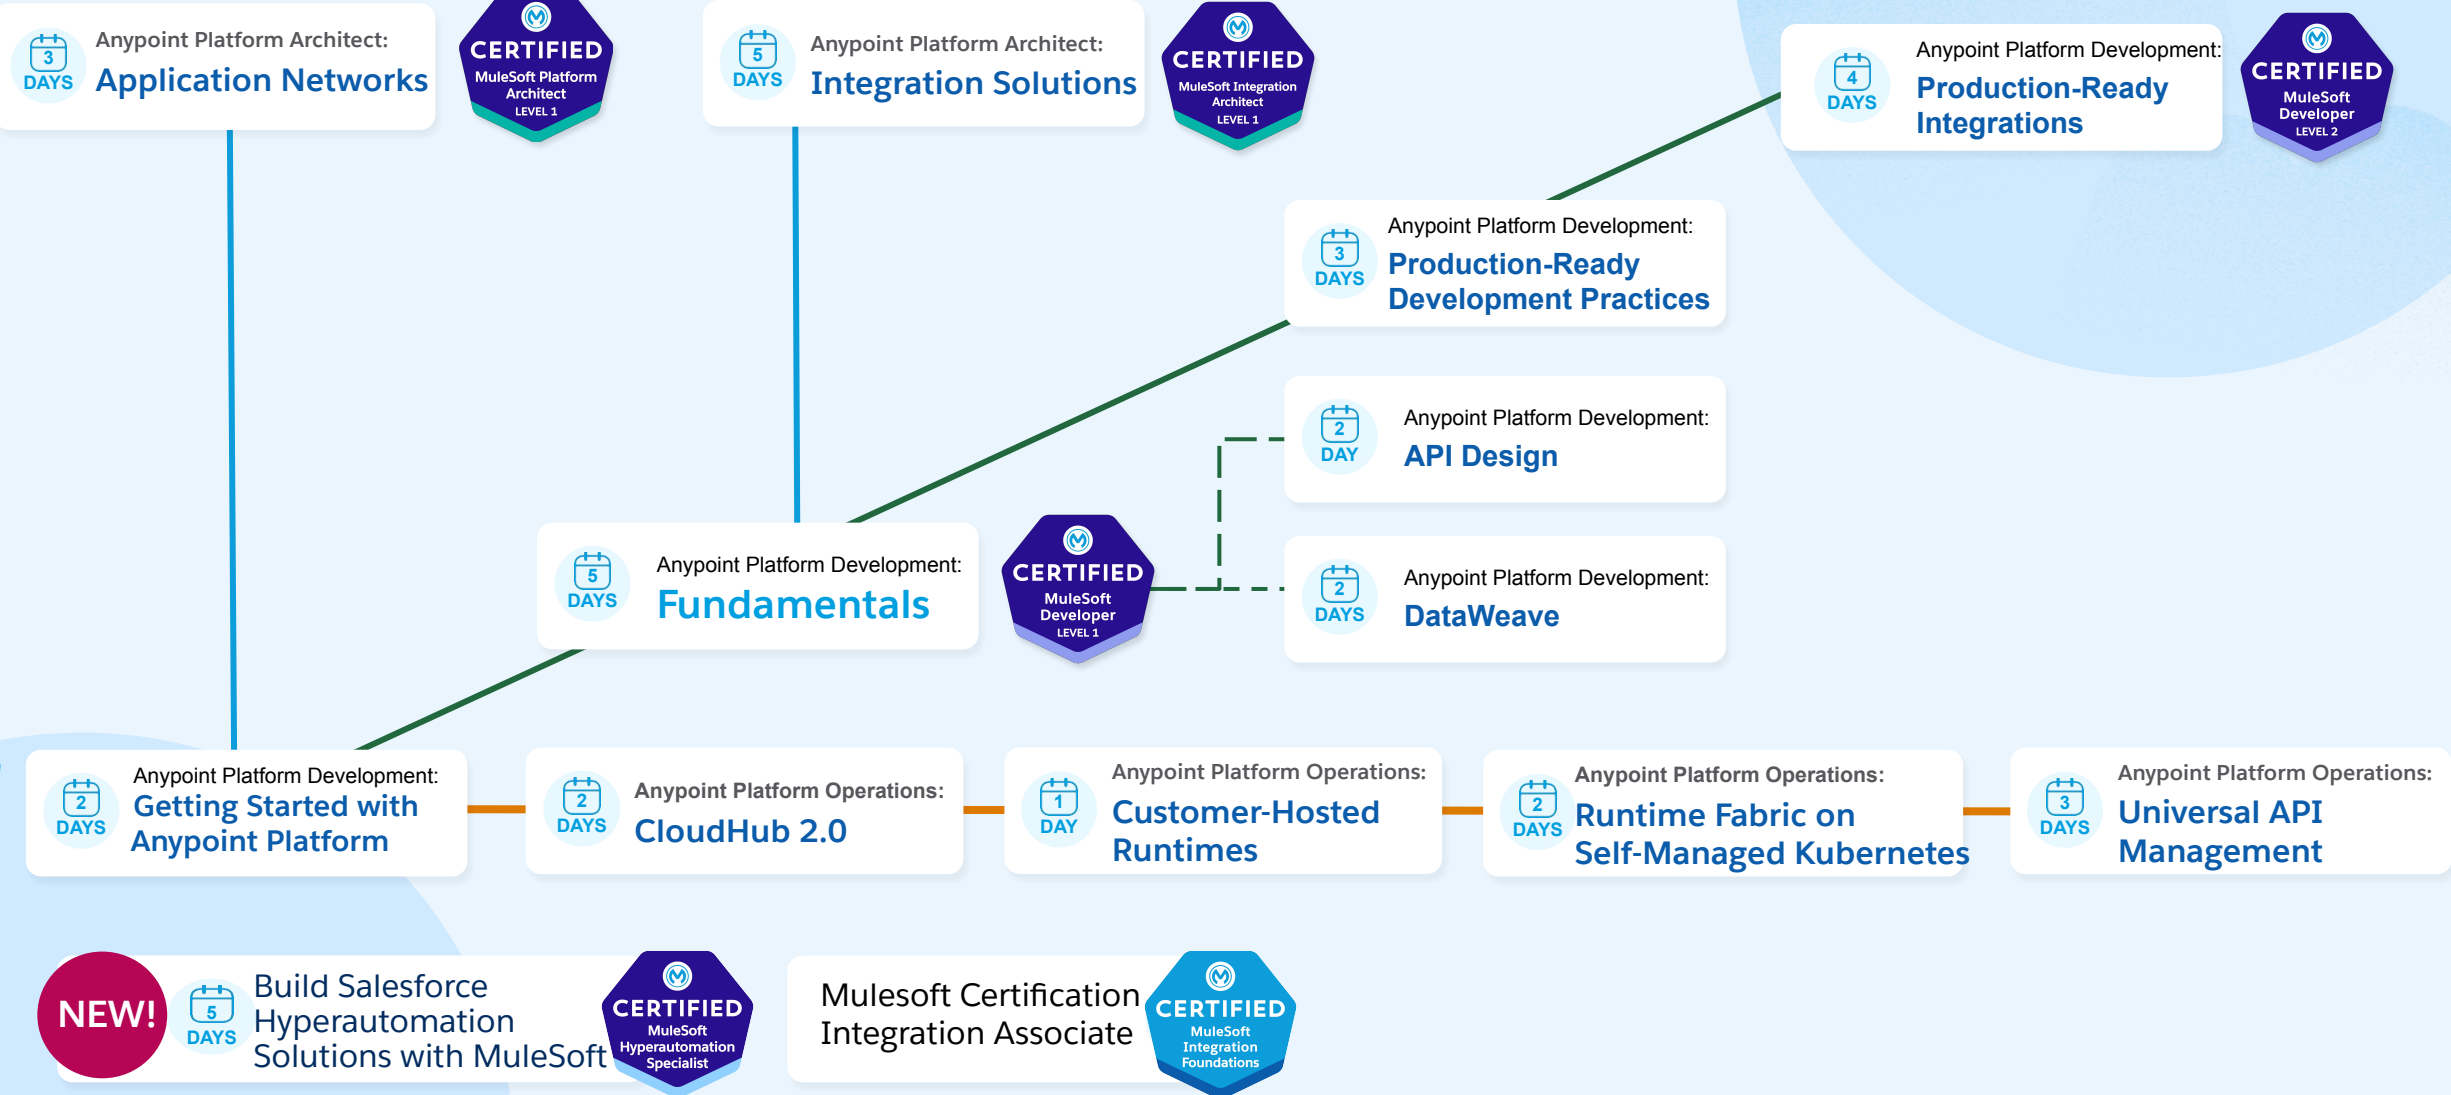 3
DAYS
Anypoint Platform Architect:
Application Networks
CERTIFIED
MuleSoft Platform
Architect
LEVEL 1
5
DAYS
Anypoint Platform Architect:
Integration Solutions
CERTIFIED
MuleSoft Integration
Architect
LEVEL 1
4
DAYS
Anypoint Platform Development:
Production-Ready
Integrations
CERTIFIED
MuleSoft
Developer
LEVEL 2
3
DAYS
Anypoint Platform Development:
Production-Ready
Development Practices
2
DAY
Anypoint Platform Development:
API Design
5
DAYS
Anypoint Platform Development:
Fundamentals
CERTIFIED
MuleSoft
Developer
LEVEL 1
2
DAYS
Anypoint Platform Development:
DataWeave
2
DAYS
Anypoint Platform Development:
Getting Started with
Anypoint Platform
2
DAYS
Anypoint Platform Operations:
CloudHub 2.0
1
DAY
Anypoint Platform Operations:
Customer-Hosted
Runtimes
2
DAYS
Anypoint Platform Operations:
Runtime Fabric on
Self-Managed Kubernetes
3
DAYS
Anypoint Platform Operations:
Universal API
Management
NEW!
5
DAYS
Build Salesforce
Hyperautomation
Solutions with MuleSoft
CERTIFIED
MuleSoft
Hyperautomation
Specialist
Mulesoft Certification
Integration Associate
CERTIFIED
MuleSoft
Integration
Foundations